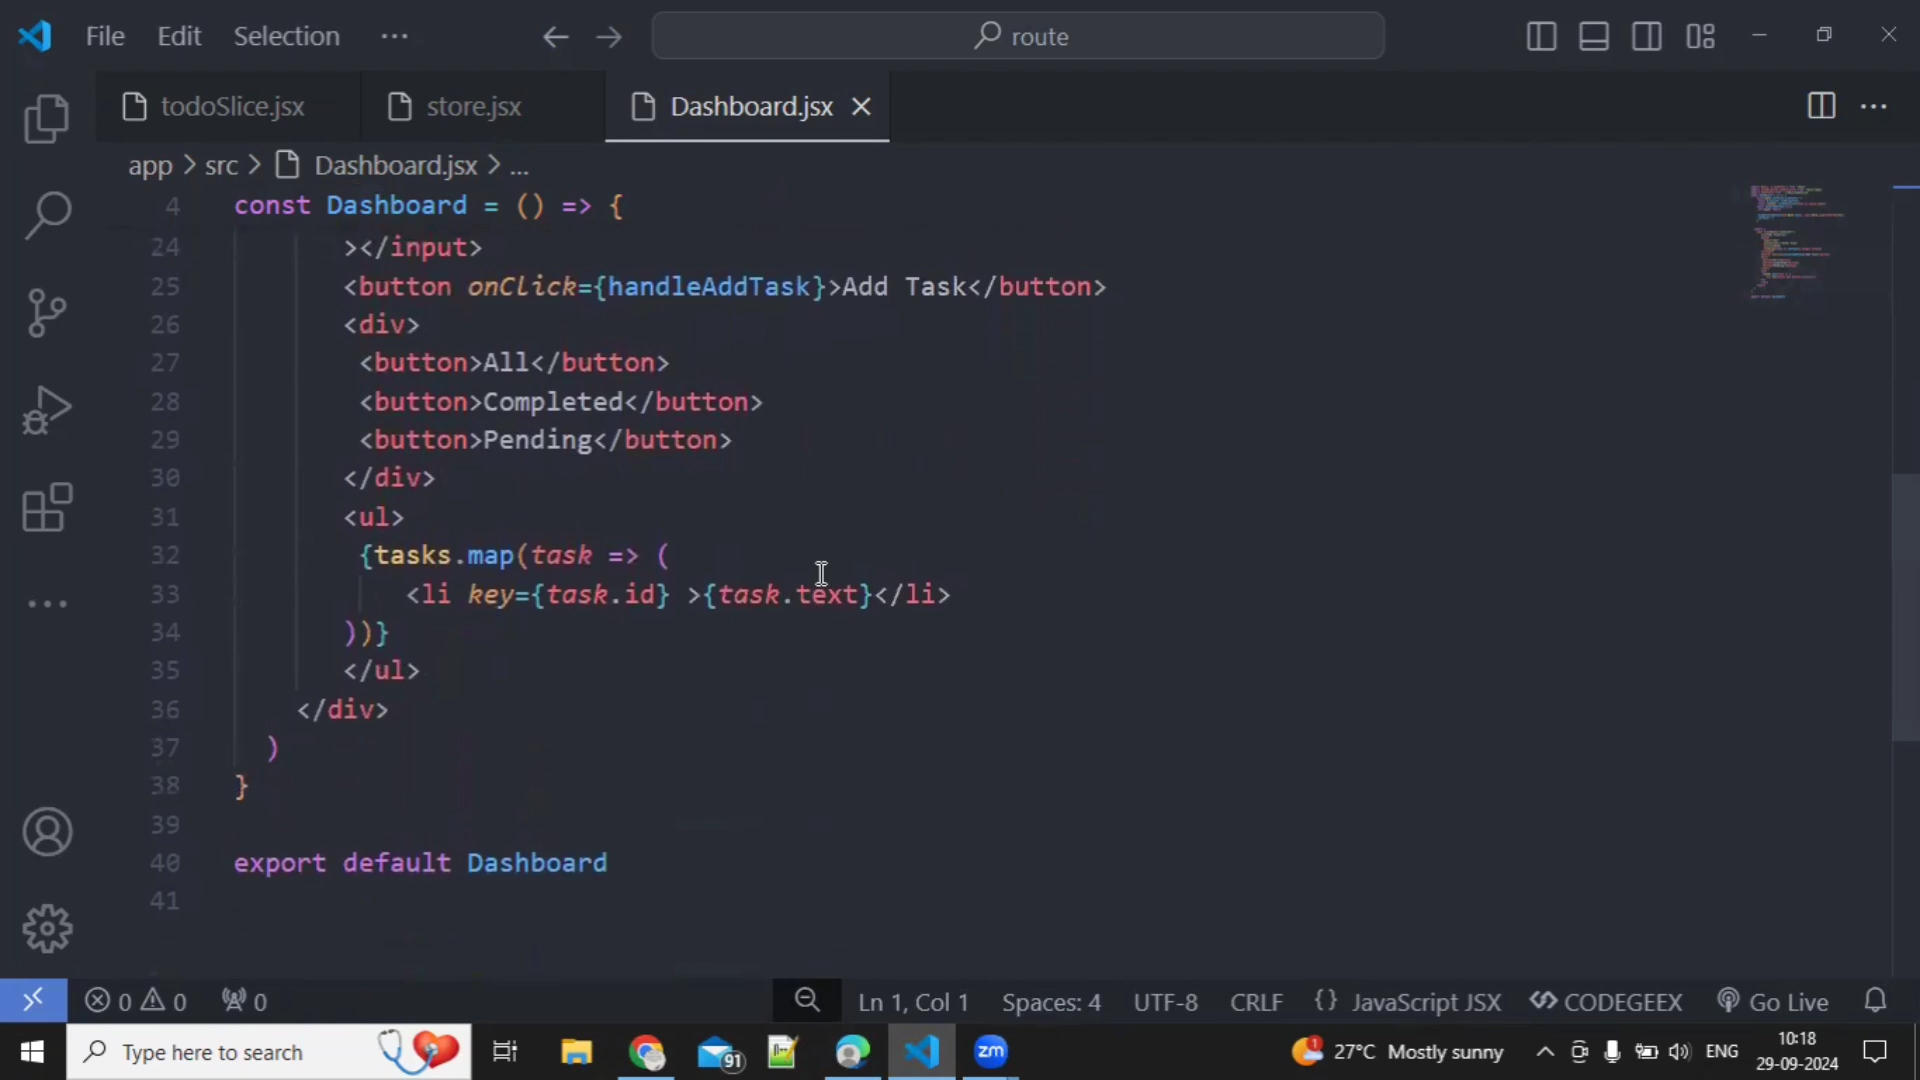 File Edit Selection ··· route
todoSlice.jsx store.jsx Dashboard.jsx
app > src > Dashboard.jsx > ...
4 const Dashboard = () => {
24 ></input>
25 <button onClick={handleAddTask}>Add Task</button>
26 <div>
27 <button>All</button>
28 <button>Completed</button>
29 <button>Pending</button>
30 </div>
31 <ul>
32 {tasks.map(task => (
33 <li key={task.id} >{task.text}</li>
34 ))}
35 </ul>
36 </div>
37 )
38 }
39
40 export default Dashboard
41
0 0 0 Ln 1, Col 1 Spaces: 4 UTF-8 CRLF {} JavaScript JSX CODEGEEX Go Live
Type here to search 91 zm 1 27°C Mostly sunny ENG 10:18
29-09-2024